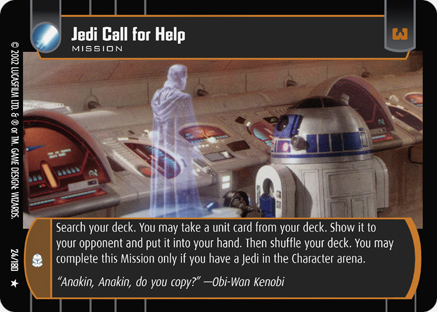 Jedi Call for Help
MISSION
3
Search your deck. You may take a unit card from your deck. Show it to
your opponent and put it into your hand. Then shuffle your deck. You may
complete this Mission only if you have a Jedi in the Character arena.
“Anakin, Anakin, do you copy?” —Obi-Wan Kenobi
© 2002 LUCASFILM LTD. & ® or TM. GAME DESIGN: WIZARDS.
24/180 ★